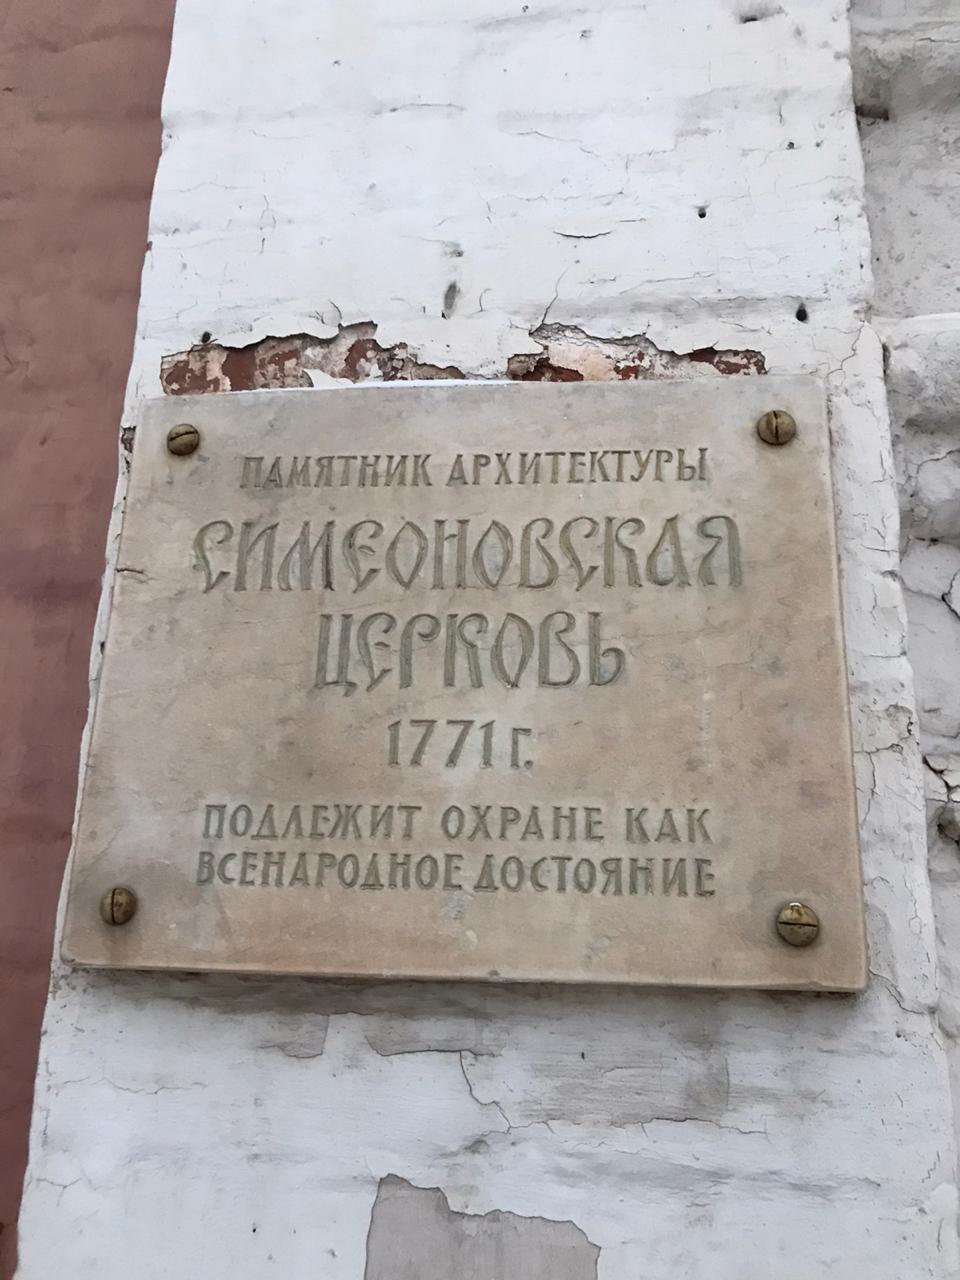 ПАМЯТНИК АРХИТЕКТУРЫ
СИМЕОНОВСКАЯ
ЦЕРКОВЬ
1771 г.
ПОДЛЕЖИТ ОХРАНЕ КАК
ВСЕНАРОДНОЕ ДОСТОЯНИЕ